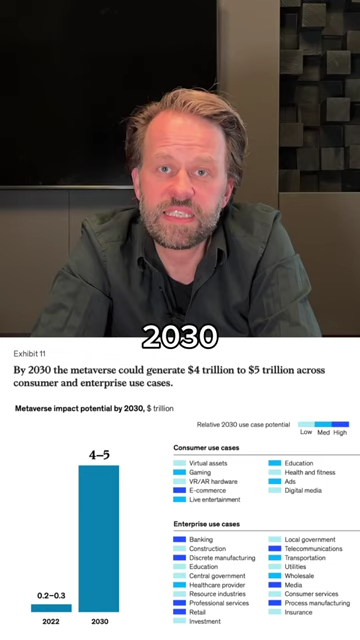 2030
Exhibit 11
By 2030 the metaverse could generate $4 trillion to $5 trillion across
consumer and enterprise use cases.
Metaverse impact potential by 2030, $ trillion
Relative 2030 use case potential
Low Med High
4–5
0.2–0.3
2022 2030
Consumer use cases
Virtual assets
Gaming
VR/AR hardware
E-commerce
Live entertainment
Education
Health and fitness
Ads
Digital media
Enterprise use cases
Banking
Construction
Discrete manufacturing
Education
Central government
Healthcare provider
Resource industries
Professional services
Retail
Investment
Local government
Telecommunications
Transportation
Utilities
Wholesale
Media
Consumer services
Process manufacturing
Insurance